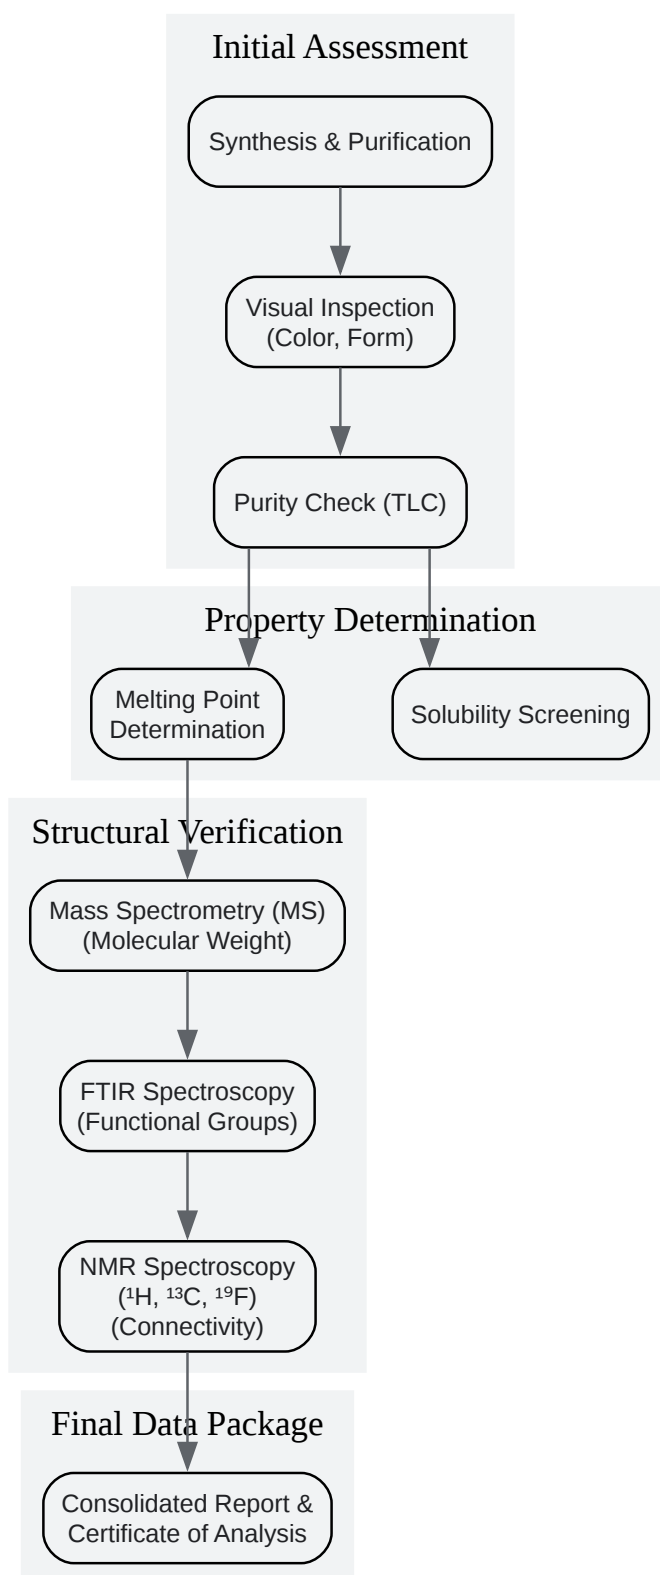 Initial Assessment
Synthesis & Purification
Visual Inspection
(Color, Form)
Purity Check (TLC)
Property Determination
Melting Point
Determination
Solubility Screening
Structural Verification
Mass Spectrometry (MS)
(Molecular Weight)
FTIR Spectroscopy
(Functional Groups)
NMR Spectroscopy
(¹H, ¹³C, ¹⁹F)
(Connectivity)
Final Data Package
Consolidated Report &
Certificate of Analysis